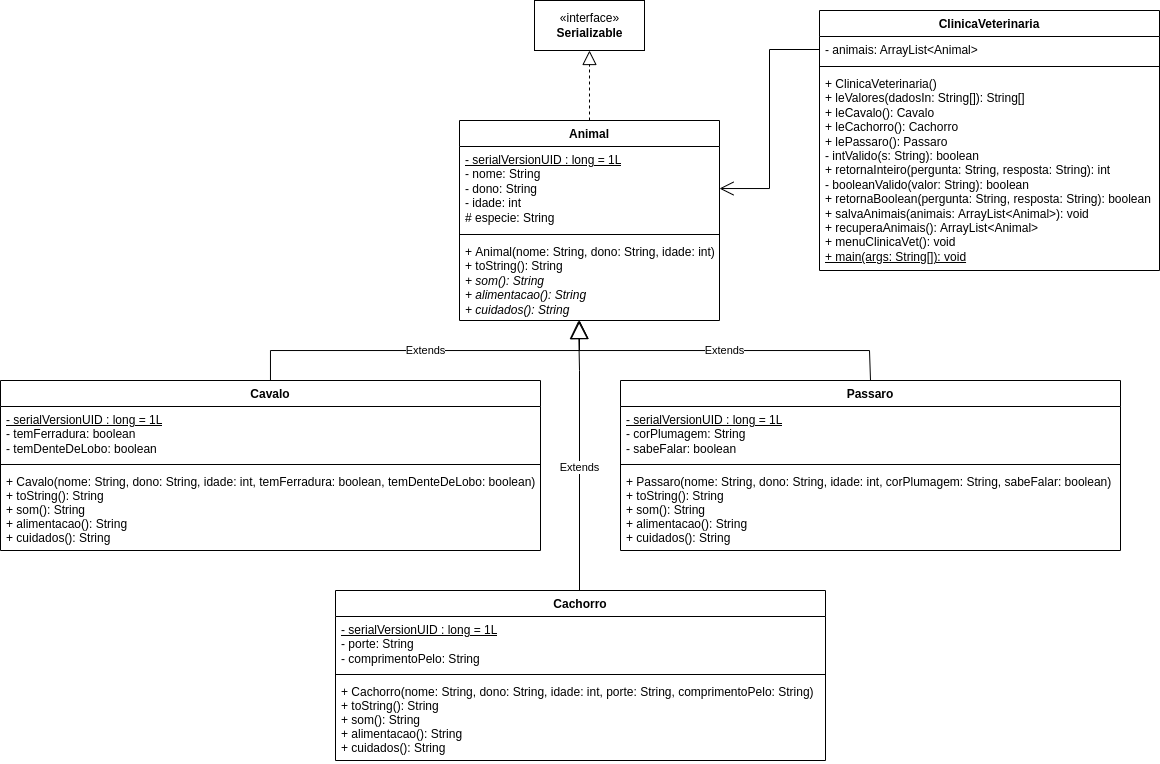 «interface»
Serializable
ClinicaVeterinaria
- animais: ArrayList<Animal>
+ ClinicaVeterinaria()
+ leValores(dadosIn: String[]): String[]
+ leCavalo(): Cavalo
+ leCachorro(): Cachorro
+ lePassaro(): Passaro
- intValido(s: String): boolean
+ retornaInteiro(pergunta: String, resposta: String): int
- booleanValido(valor: String): boolean
+ retornaBoolean(pergunta: String, resposta: String): boolean
+ salvaAnimais(animais: ArrayList<Animal>): void
+ recuperaAnimais(): ArrayList<Animal>
+ menuClinicaVet(): void
+ main(args: String[]): void
Animal
- serialVersionUID : long = 1L
- nome: String
- dono: String
- idade: int
# especie: String
+ Animal(nome: String, dono: String, idade: int)
+ toString(): String
+ som(): String
+ alimentacao(): String
+ cuidados(): String
Extends
Extends
Cavalo
- serialVersionUID : long = 1L
- temFerradura: boolean
- temDenteDeLobo: boolean
+ Cavalo(nome: String, dono: String, idade: int, temFerradura: boolean, temDenteDeLobo: boolean)
+ toString(): String
+ som(): String
+ alimentacao(): String
+ cuidados(): String
Extends
Passaro
- serialVersionUID : long = 1L
- corPlumagem: String
- sabeFalar: boolean
+ Passaro(nome: String, dono: String, idade: int, corPlumagem: String, sabeFalar: boolean)
+ toString(): String
+ som(): String
+ alimentacao(): String
+ cuidados(): String
Cachorro
- serialVersionUID : long = 1L
- porte: String
- comprimentoPelo: String
+ Cachorro(nome: String, dono: String, idade: int, porte: String, comprimentoPelo: String)
+ toString(): String
+ som(): String
+ alimentacao(): String
+ cuidados(): String